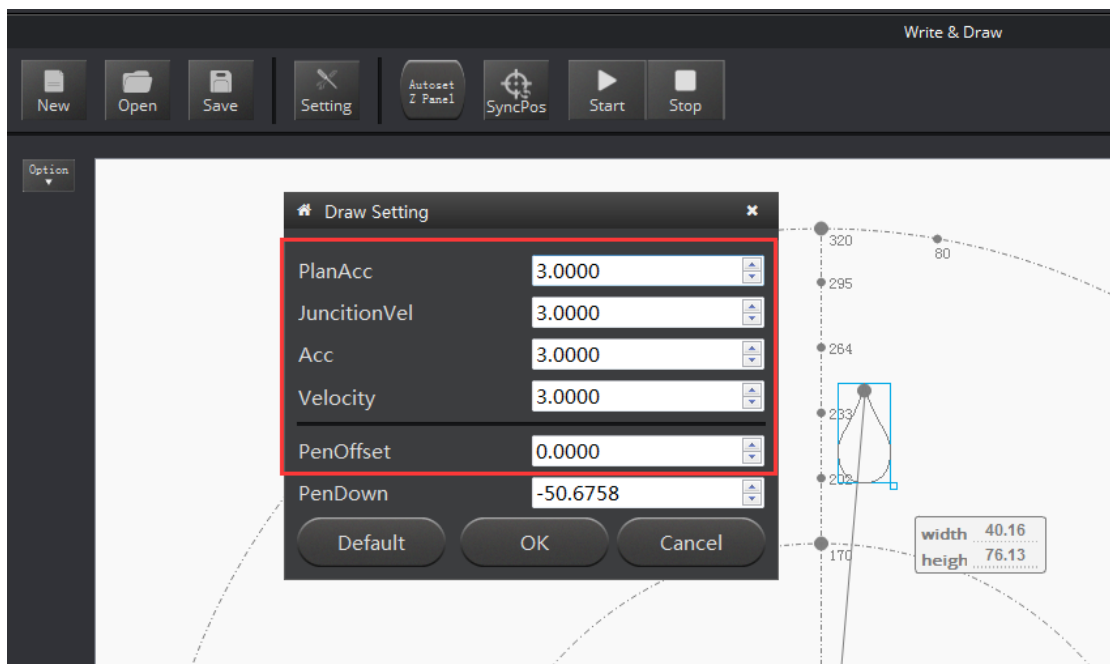 Write & Draw
New
Open
Save
Setting
Autoset
Z Panel
SyncPos
Start
Stop
Option
Draw Setting
PlanAcc 3.0000
JuncitionVel 3.0000
Acc 3.0000
Velocity 3.0000
PenOffset 0.0000
PenDown -50.6758
Default OK Cancel
320
80
295
264
233
202
170
width 40.16
heigh 76.13